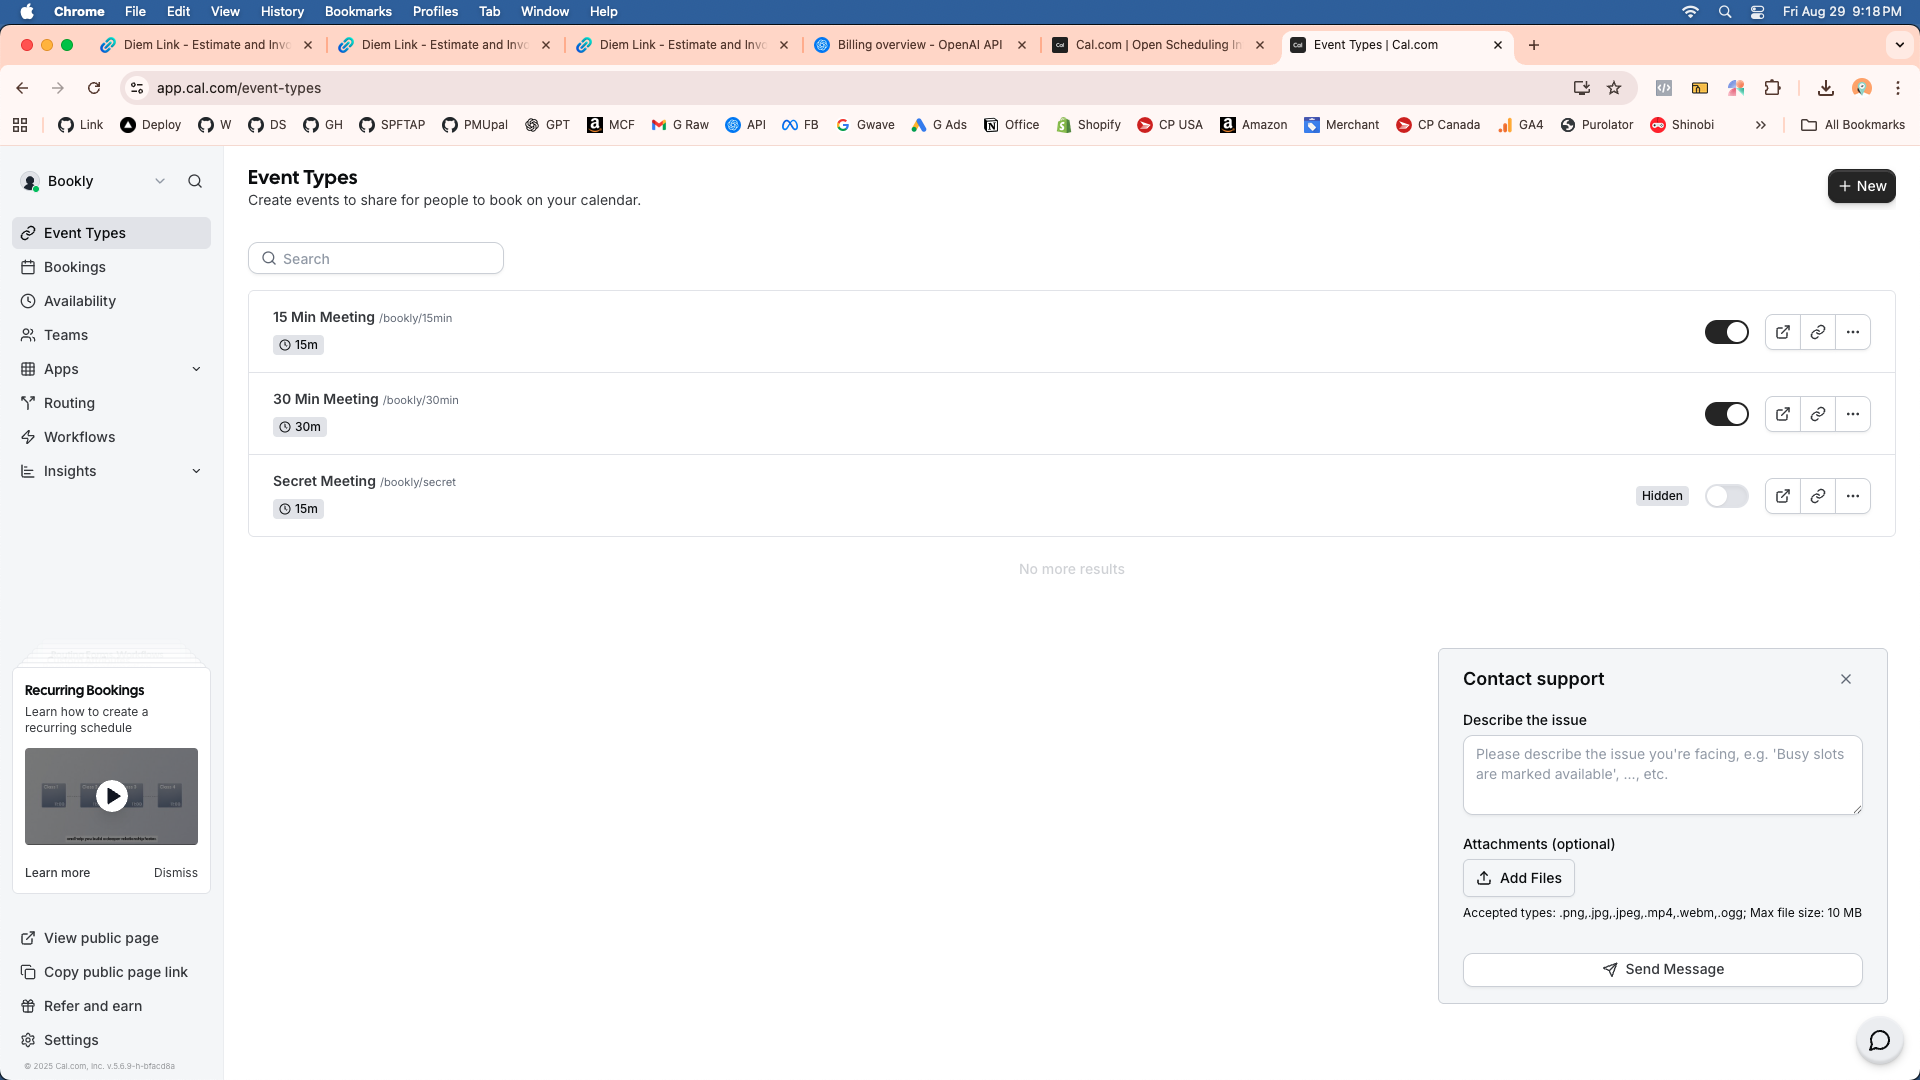 Chrome File Edit View History Bookmarks Profiles Tab Window Help Fri Aug 29 9:18 PM
Diem Link - Estimate and Invo
Diem Link - Estimate and Invo
Diem Link - Estimate and Invo
Billing overview - OpenAI API
Cal.com | Open Scheduling In
Event Types | Cal.com
app.cal.com/event-types
Link Deploy W DS GH SPFTAP PMUpal GPT MCF G Raw API FB Gwave G Ads Office Shopify CP USA Amazon Merchant CP Canada GA4 Purolator Shinobi All Bookmarks
Bookly
Event Types
Bookings
Availability
Teams
Apps
Routing
Workflows
Insights
Recurring Bookings
Learn how to create a
recurring schedule
Learn more Dismiss
View public page
Copy public page link
Refer and earn
Settings
© 2025 Cal.com, Inc. v.5.6.9-h-bfacd8a
Event Types
Create events to share for people to book on your calendar.
New
Search
15 Min Meeting /bookly/15min
15m
30 Min Meeting /bookly/30min
30m
Secret Meeting /bookly/secret
15m
Hidden
No more results
Contact support
Describe the issue
Please describe the issue you're facing, e.g. 'Busy slots
are marked available', ..., etc.
Attachments (optional)
Add Files
Accepted types: .png,.jpg,.jpeg,.mp4,.webm,.ogg; Max file size: 10 MB
Send Message